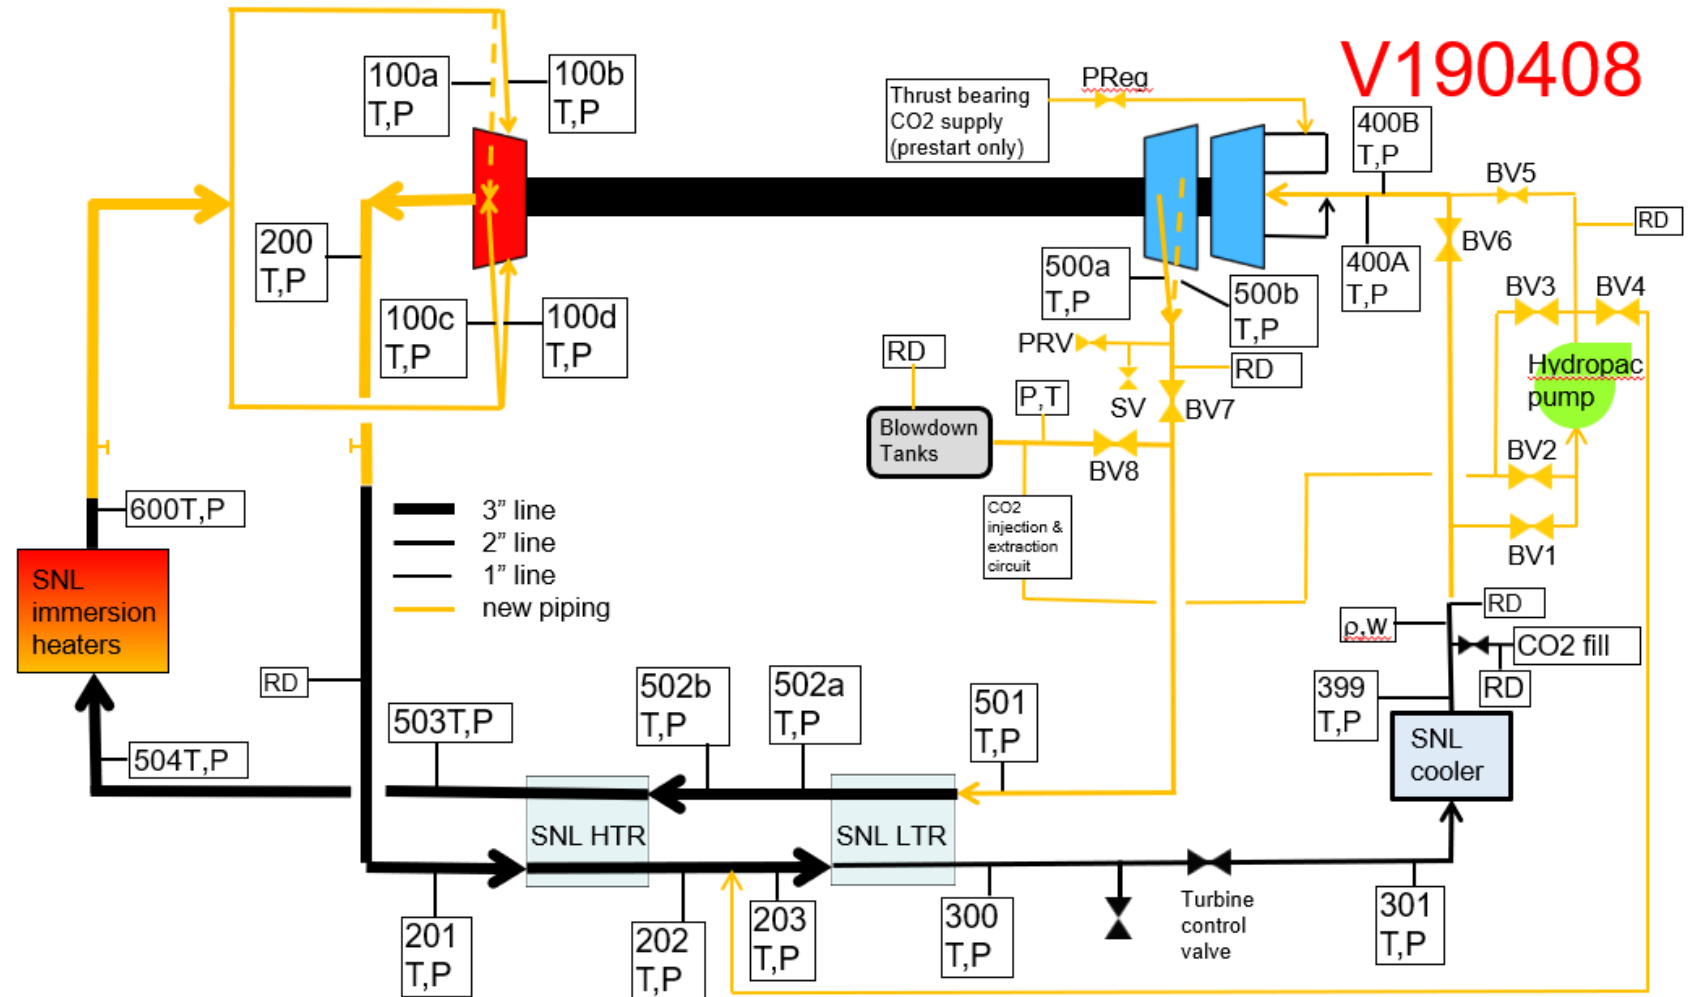 V190408
100a
T,P
100b
T,P
Thrust bearing
CO2 supply
(prestart only)
PReg
400B
T,P
BV5
RD
200
T,P
BV6
500a
T,P
500b
T,P
400A
T,P
BV3
BV4
100c
T,P
100d
T,P
RD
PRV
RD
Hydropac
pump
P,T
SV
BV7
Blowdown
Tanks
BV8
BV2
600T,P
3” line
2” line
1” line
new piping
CO2
injection &
extraction
circuit
BV1
SNL
immersion
heaters
RD
ρ,w
CO2 fill
RD
RD
502b
T,P
502a
T,P
501
T,P
399
T,P
503T,P
504T,P
SNL
cooler
SNL HTR
SNL LTR
201
T,P
202
T,P
203
T,P
300
T,P
Turbine
control
valve
301
T,P